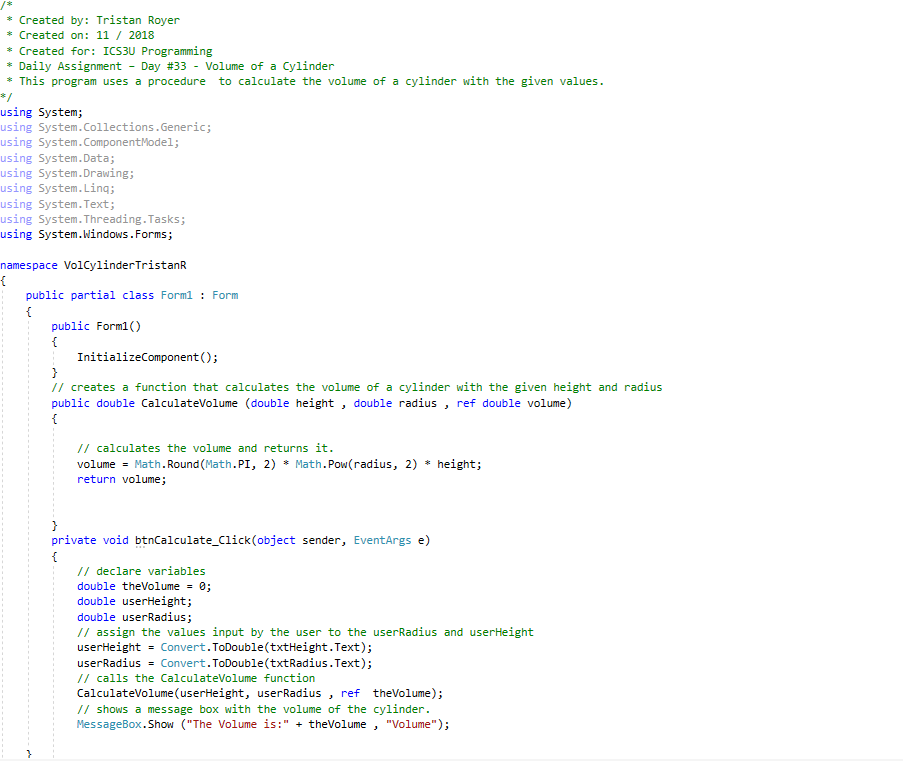 /*
 * Created by: Tristan Royer
 * Created on: 11 / 2018
 * Created for: ICS3U Programming
 * Daily Assignment – Day #33 - Volume of a Cylinder
 * This program uses a procedure  to calculate the volume of a cylinder with the given values.
*/
using System;
using System.Collections.Generic;
using System.ComponentModel;
using System.Data;
using System.Drawing;
using System.Linq;
using System.Text;
using System.Threading.Tasks;
using System.Windows.Forms;

namespace VolCylinderTristanR
{
    public partial class Form1 : Form
    {
        public Form1()
        {
            InitializeComponent();
        }
        // creates a function that calculates the volume of a cylinder with the given height and radius
        public double CalculateVolume (double height , double radius , ref double volume)
        {

            // calculates the volume and returns it.
            volume = Math.Round(Math.PI, 2) * Math.Pow(radius, 2) * height;
            return volume;


        }
        private void btnCalculate_Click(object sender, EventArgs e)
        {
            // declare variables
            double theVolume = 0;
            double userHeight;
            double userRadius;
            // assign the values input by the user to the userRadius and userHeight
            userHeight = Convert.ToDouble(txtHeight.Text);
            userRadius = Convert.ToDouble(txtRadius.Text);
            // calls the CalculateVolume function
            CalculateVolume(userHeight, userRadius , ref  theVolume);
            // shows a message box with the volume of the cylinder.
            MessageBox.Show ("The Volume is:" + theVolume , "Volume");

    }